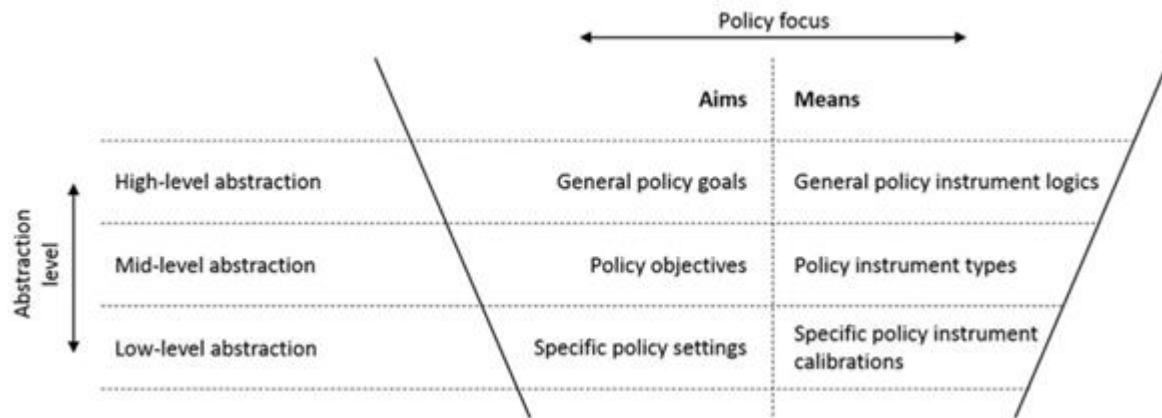 Policy focus
Aims
Means
Abstraction
level
High-level abstraction
General policy goals
General policy instrument logics
Mid-level abstraction
Policy objectives
Policy instrument types
Low-level abstraction
Specific policy settings
Specific policy instrument
calibrations